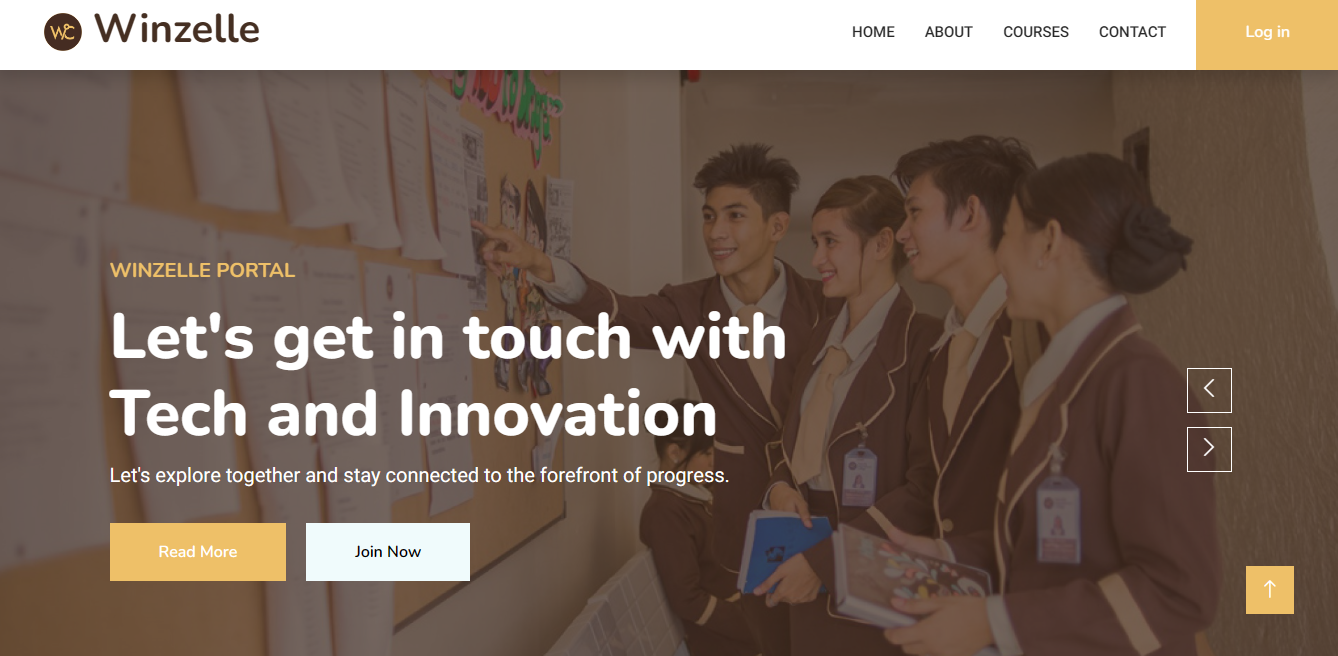 WC Winzelle
HOME ABOUT COURSES CONTACT Log in
WINZELLE PORTAL
Let's get in touch with
Tech and Innovation
Let's explore together and stay connected to the forefront of progress.
Read More Join Now
A
A